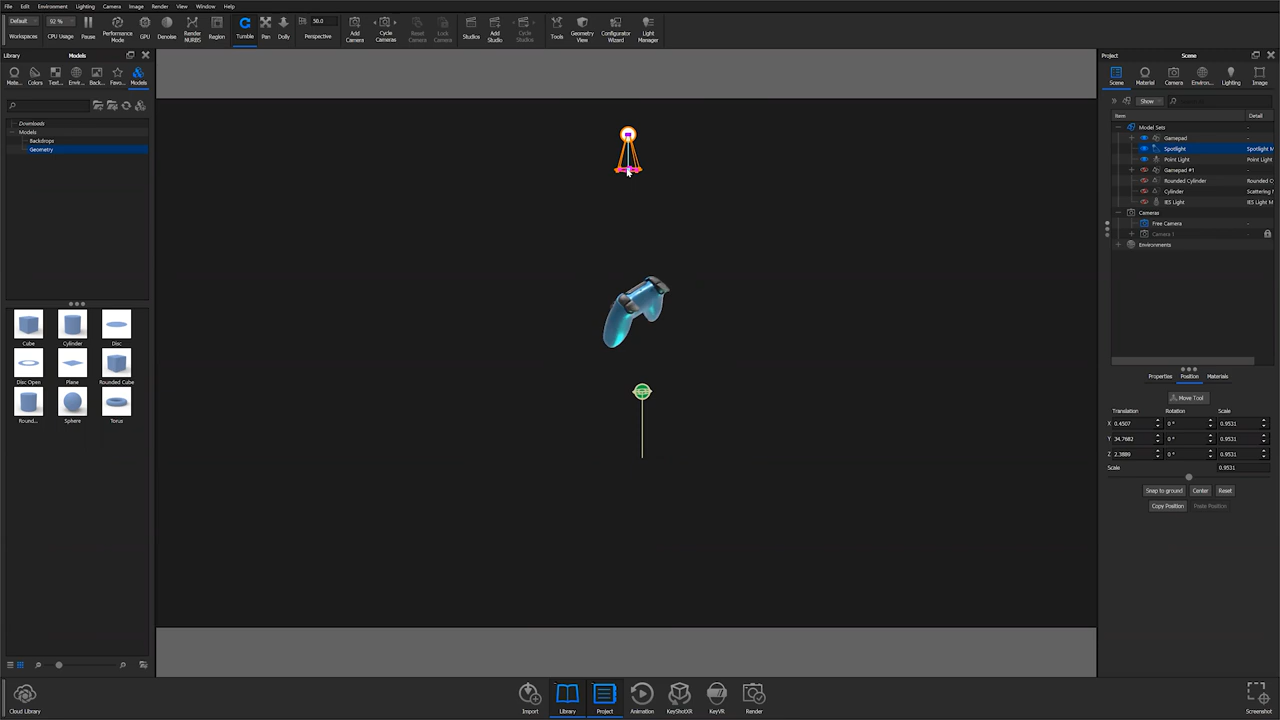 File Edit Environment Lighting Camera Image Render View Window Help
Default 92 % 50.0
Workspaces CPU Usage Pause Performance Mode GPU Denoise Render NURBS Region Tumble Pan Dolly Perspective Add Camera Cycle Cameras Reset Camera Lock Camera Studios Add Studio Cycle Studios Tools Geometry View Configurator Wizard Light Manager
Library Models
Mate... Colors Text... Envir... Back... Favo... Models
Downloads
Models
Backdrops
Geometry
Cube Cylinder Disc
Disc Open Plane Rounded Cube
Round... Sphere Torus
Project Scene
Scene Material Camera Environ... Lighting Image
Show
Item Detail
Model Sets -
Gamepad -
Spotlight Spotlight M
Point Light Point Light
Gamepad #1 -
Rounded Cylinder Rounded C
Cylinder Scattering
IES Light IES Light M
Cameras
Free Camera -
Camera 1 -
Environments
Properties Position Materials
Move Tool
Translation Rotation Scale
X 0.4507 0 ° 0.9531
Y 34.7682 0 ° 0.9531
Z 2.3889 0 ° 0.9531
Scale 0.9531
Snap to ground Center Reset
Copy Position Paste Position
Cloud Library Import Library Project Animation KeyShotXR KeyVR Render Screenshot